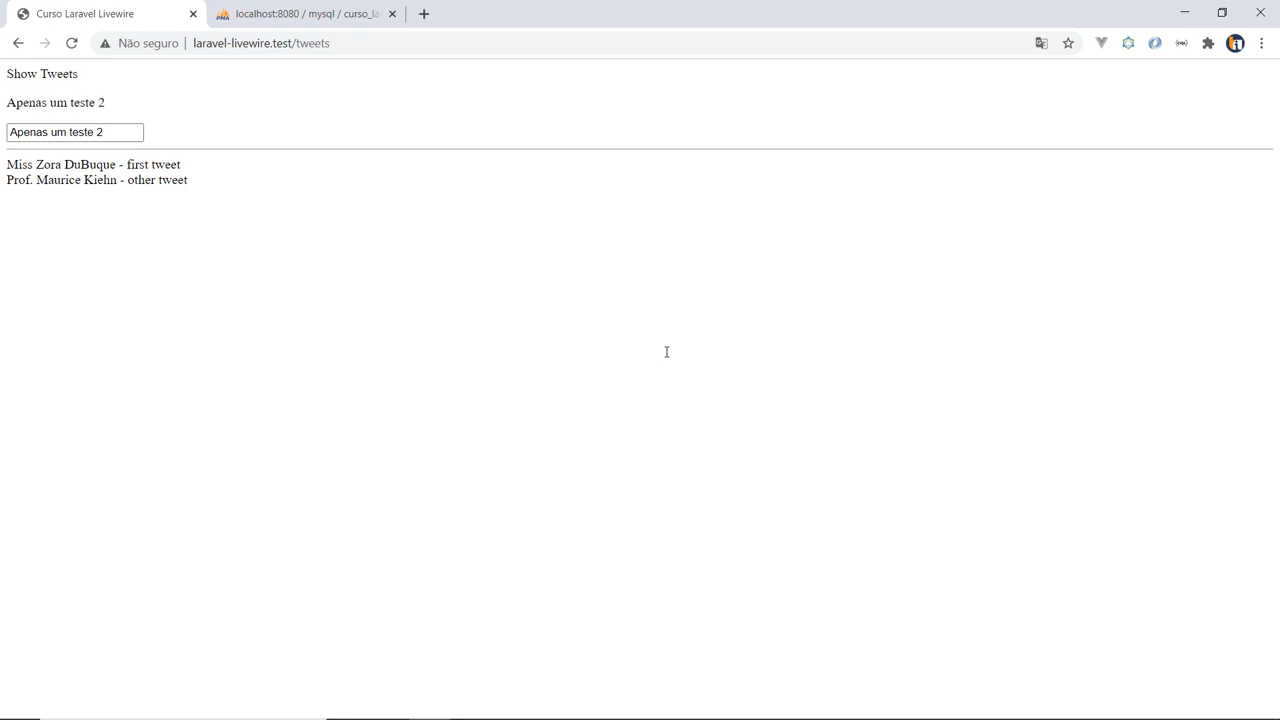 Curso Laravel Livewire
localhost:8080 / mysql / curso_la
Não seguro
laravel-livewire.test/tweets
Show Tweets
Apenas um teste 2
Apenas um teste 2
Miss Zora DuBuque - first tweet
Prof. Maurice Kiehn - other tweet